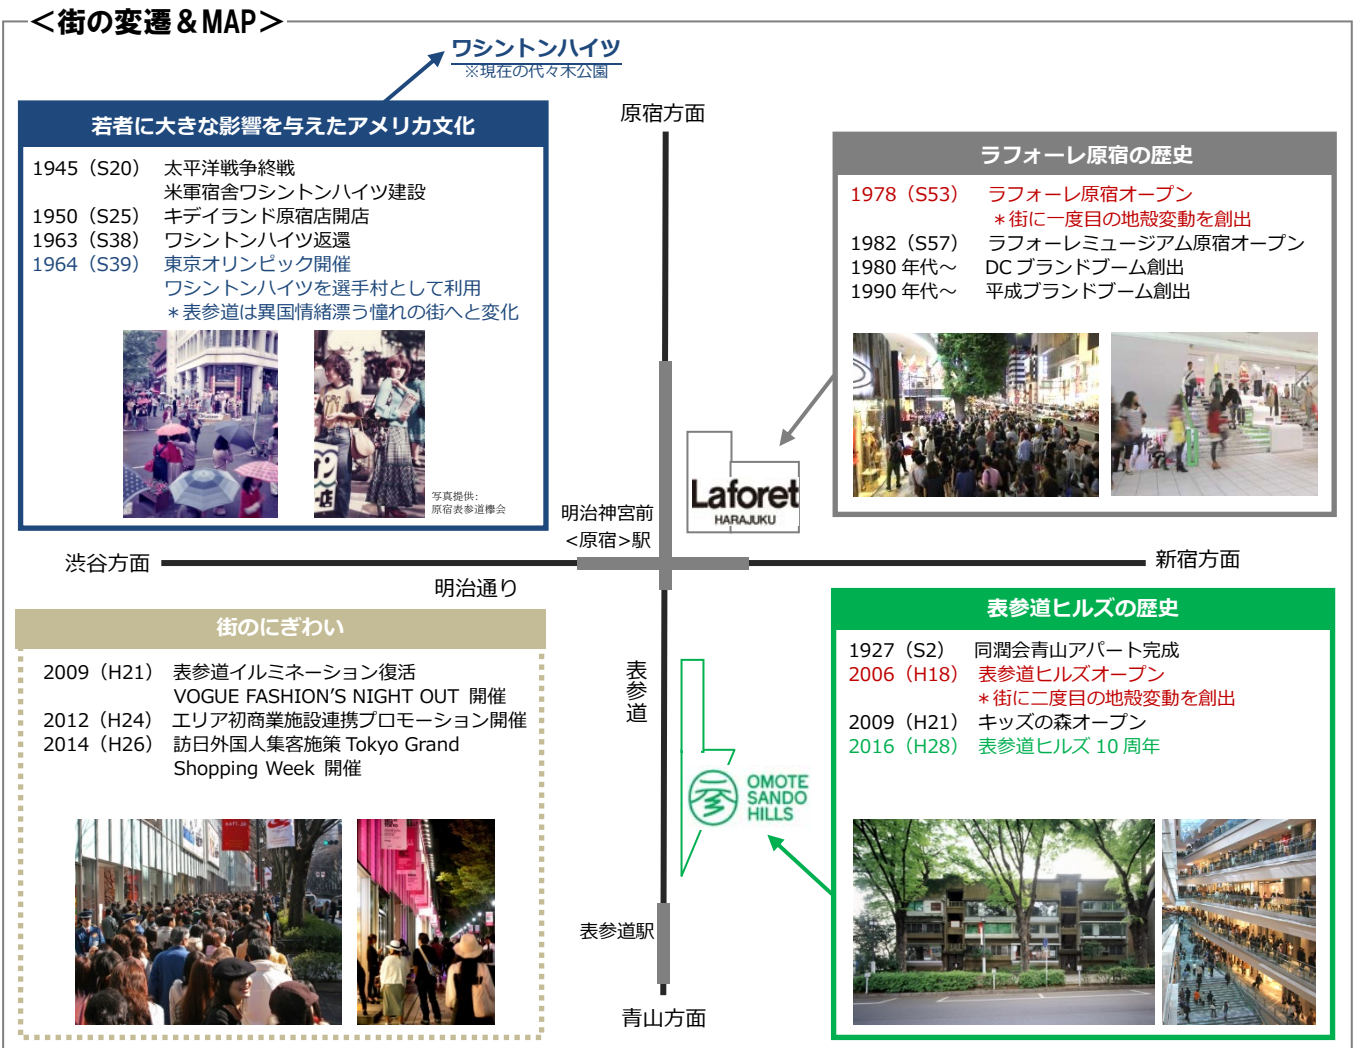 ＜街の変遷＆MAP＞
ワシントンハイツ
※現在の代々木公園
若者に大きな影響を与えたアメリカ文化
1945（S20） 太平洋戦争終戦
米軍宿舎ワシントンハイツ建設
1950（S25） キデイランド原宿店開店
1963（S38） ワシントンハイツ返還
1964（S39） 東京オリンピック開催
ワシントンハイツを選手村として利用
＊表参道は異国情緒漂う憧れの街へと変化
写真提供：
原宿表参道欅会
原宿方面
ラフォーレ原宿の歴史
1978（S53） ラフォーレ原宿オープン
＊街に一度目の地殻変動を創出
1982（S57） ラフォーレミュージアム原宿オープン
1980 年代～ DC ブランドブーム創出
1990 年代～ 平成ブランドブーム創出
Laforet
HARAJUKU
明治神宮前
<原宿>駅
渋谷方面
新宿方面
明治通り
街のにぎわい
2009（H21） 表参道イルミネーション復活
VOGUE FASHION'S NIGHT OUT 開催
2012（H24） エリア初商業施設連携プロモーション開催
2014（H26） 訪日外国人集客施策 Tokyo Grand
Shopping Week 開催
表参道
OMOTE
SANDO
HILLS
表参道駅
青山方面
表参道ヒルズの歴史
1927（S2） 同潤会青山アパート完成
2006（H18） 表参道ヒルズオープン
＊街に二度目の地殻変動を創出
2009（H21） キッズの森オープン
2016（H28） 表参道ヒルズ 10 周年